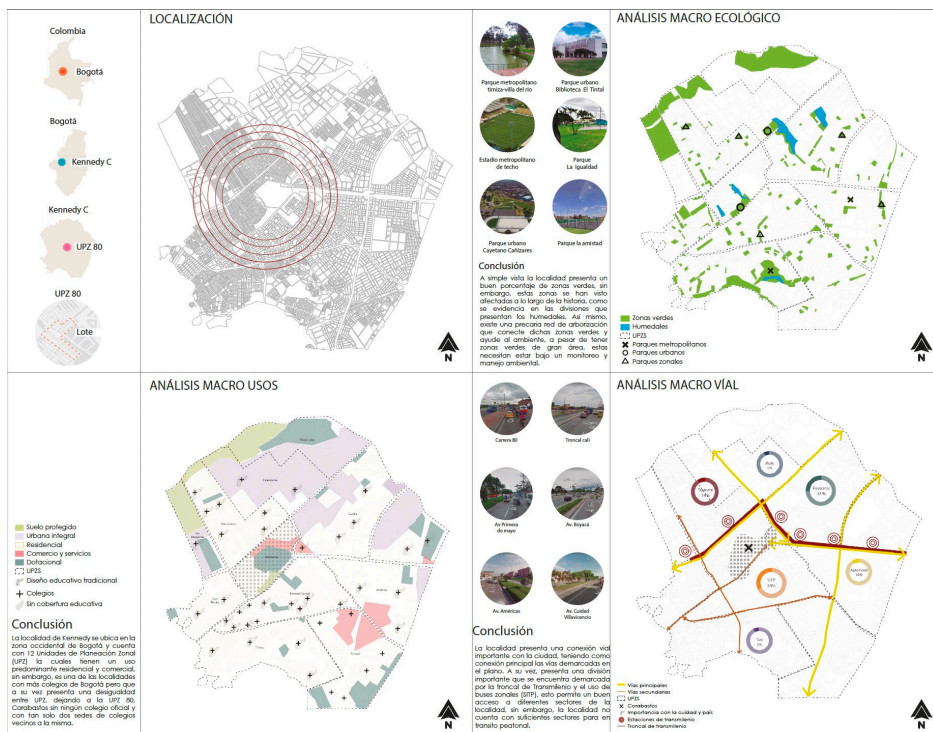 LOCALIZACIÓN
Colombia
Bogotá
Bogotá
Kennedy C
Kennedy C
UPZ 80
UPZ 80
Lote
N
Parque metropolitano
timiza-villa del rio
Parque urbano
Biblioteca El Tintal
Estadio metropolitano
de techo
Parque
La Igualdad
Parque urbano
Cayetano Cañizares
Parque la amistad
Conclusión
A simple vista la localidad presenta un
buen porcentaje de zonas verdes, sin
embargo, estas zonas se han visto
afectadas a lo largo de la historia, como
se evidencia en las divisiones que
presentan los humedales. Así mismo,
existe una precaria red de arborización
que conecte dichas zonas verdes y
ayude al ambiente, a pesar de tener
zonas verdes de gran área, estas
necesitan estar bajo un monitoreo y
manejo ambiental.
ANÁLISIS MACRO ECOLÓGICO
Zonas verdes
Humedales
UPZS
Parques metropolitanos
Parques urbanos
Parques zonales
N
ANÁLISIS MACRO USOS
Suelo protegido
Urbana integral
Residencial
Comercio y servicios
Dotacional
UPZS
Diseño educativo tradicional
Colegios
Sin cobertura educativa
Conclusión
La localidad de Kennedy se ubica en la
zona occidental de Bogotá y cuenta
con 12 Unidades de Planeación Zonal
(UPZ) la cuales tienen un uso
predominante residencial y comercial,
sin embargo, es una de las localidades
con más colegios de Bogotá pero que
a su vez presenta una desigualdad
entre UPZ, dejando a la UPZ 80,
Corabastos sin ningún colegio oficial y
con tan solo dos sedes de colegios
vecinos a la misma.
N
Carrera 80
Troncal cali
Av Primera
de mayo
Av. Boyacá
Av. Américas
Av. Cuidad
Villavicencio
Conclusión
La localidad presenta una conexión vial
importante con la ciudad, teniendo como
conexión principal las vías demarcadas en
el plano. A su vez, presenta una división
importante que se encuentra demarcada
por la troncal de Transmilenio y el uso de
buses zonales (SITP), esto permite un buen
acceso a diferentes sectores de la
localidad, sin embargo, la localidad no
cuenta con suficientes sectores para en
transito peatonal.
ANÁLISIS MACRO VÍAL
Vías principales
Vías secundarias
UPZS
Corabastos
Importancia con la cuidad y país
Estaciones de transmilenio
Troncal de transmilenio
N